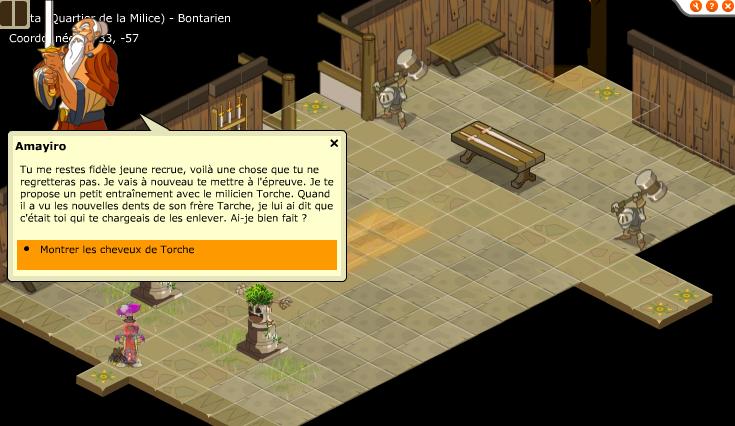 ta (Quartier de la Milice) - Bontarien
Coordonnées 33, -57
Amayiro
Tu me restes fidèle jeune recrue, voilà une chose que tu ne
regretteras pas. Je vais à nouveau te mettre à l'épreuve. Je te
propose un petit entraînement avec le milicien Torche. Quand
il a vu les nouvelles dents de son frère Tarche, je lui ai dit que
c'était toi qui te chargeais de les enlever. Ai-je bien fait ?
Montrer les cheveux de Torche